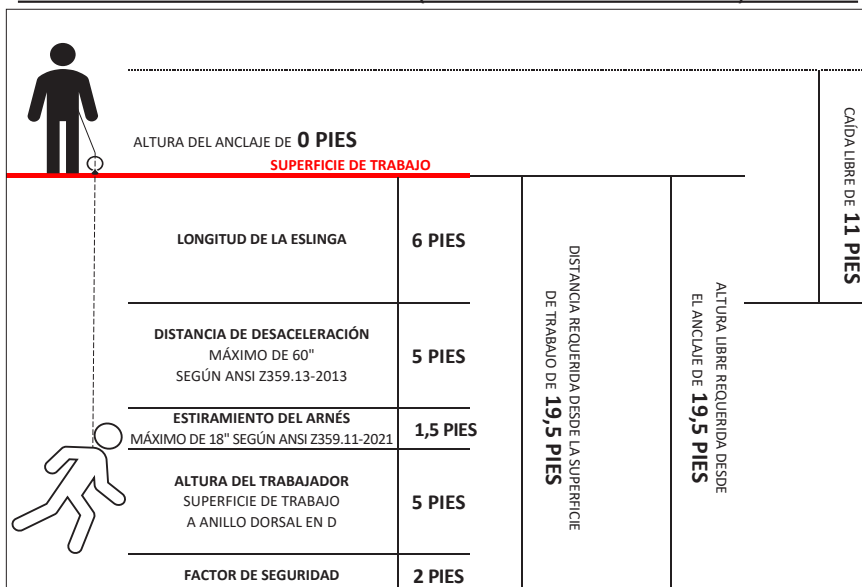 ALTURA DEL ANCLAJE DE 0 PIES
SUPERFICIE DE TRABAJO
LONGITUD DE LA ESLINGA
6 PIES
DISTANCIA DE DESACELERACIÓN
MÁXIMO DE 60"
SEGÚN ANSI Z359.13-2013
5 PIES
ESTIRAMIENTO DEL ARNÉS
MÁXIMO DE 18" SEGÚN ANSI Z359.11-2021
1,5 PIES
ALTURA DEL TRABAJADOR
SUPERFICIE DE TRABAJO
A ANILLO DORSAL EN D
5 PIES
FACTOR DE SEGURIDAD
2 PIES
DISTANCIA REQUERIDA DESDE LA SUPERFICIE
DE TRABAJO DE 19,5 PIES
ALTURA LIBRE REQUERIDA DESDE
EL ANCLAJE DE 19,5 PIES
CAÍDA LIBRE DE 11 PIES